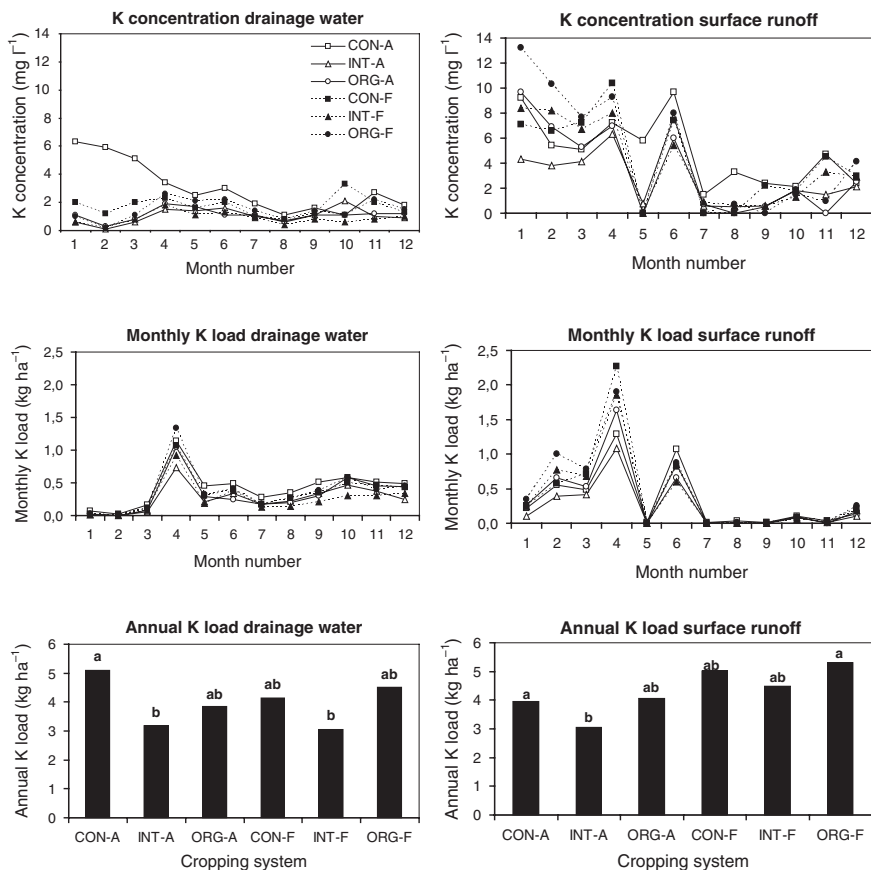 K concentration drainage water
K concentration (mg l⁻¹)
14
12
10
8
6
4
2
0
CON-A
INT-A
ORG-A
CON-F
INT-F
ORG-F
1 2 3 4 5 6 7 8 9 10 11 12
Month number
K concentration surface runoff
K concentration (mg l⁻¹)
14
12
10
8
6
4
2
0
1 2 3 4 5 6 7 8 9 10 11 12
Month number
Monthly K load drainage water
Monthly K load (kg ha⁻¹)
2,5
2,0
1,5
1,0
0,5
0,0
1 2 3 4 5 6 7 8 9 10 11 12
Month number
Monthly K load surface runoff
Monthly K load (kg ha⁻¹)
2,5
2,0
1,5
1,0
0,5
0,0
1 2 3 4 5 6 7 8 9 10 11 12
Month number
Annual K load drainage water
Annual K load (kg ha⁻¹)
6
5
4
3
2
1
0
a b ab ab b ab
CON-A INT-A ORG-A CON-F INT-F ORG-F
Cropping system
Annual K load surface runoff
Annual K load (kg ha⁻¹)
6
5
4
3
2
1
0
a b ab ab ab a
CON-A INT-A ORG-A CON-F INT-F ORG-F
Cropping system